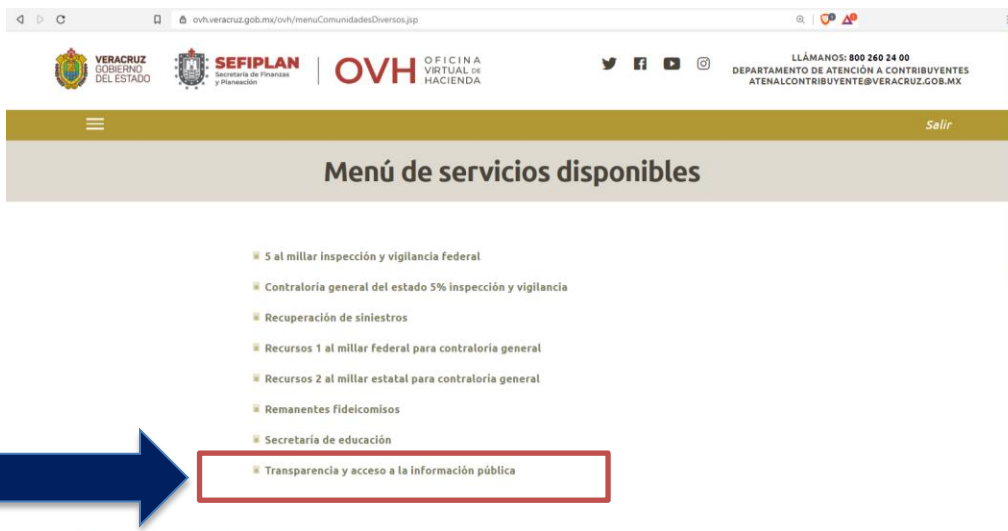 ovh.veracruz.gob.mx/ovh/menuComunidadesDiversos.jsp
VERACRUZ
GOBIERNO
DEL ESTADO
SEFIPLAN
Secretaría de Finanzas
y Planeación
OVH
OFICINA
VIRTUAL DE
HACIENDA
LLÁMANOS: 800 260 24 00
DEPARTAMENTO DE ATENCIÓN A CONTRIBUYENTES
ATENALCONTRIBUYENTE@VERACRUZ.GOB.MX
Salir
Menú de servicios disponibles
5 al millar inspección y vigilancia federal
Contraloría general del estado 5% inspección y vigilancia
Recuperación de siniestros
Recursos 1 al millar federal para contraloría general
Recursos 2 al millar estatal para contraloría general
Remanentes fideicomisos
Secretaría de educación
Transparencia y acceso a la información pública